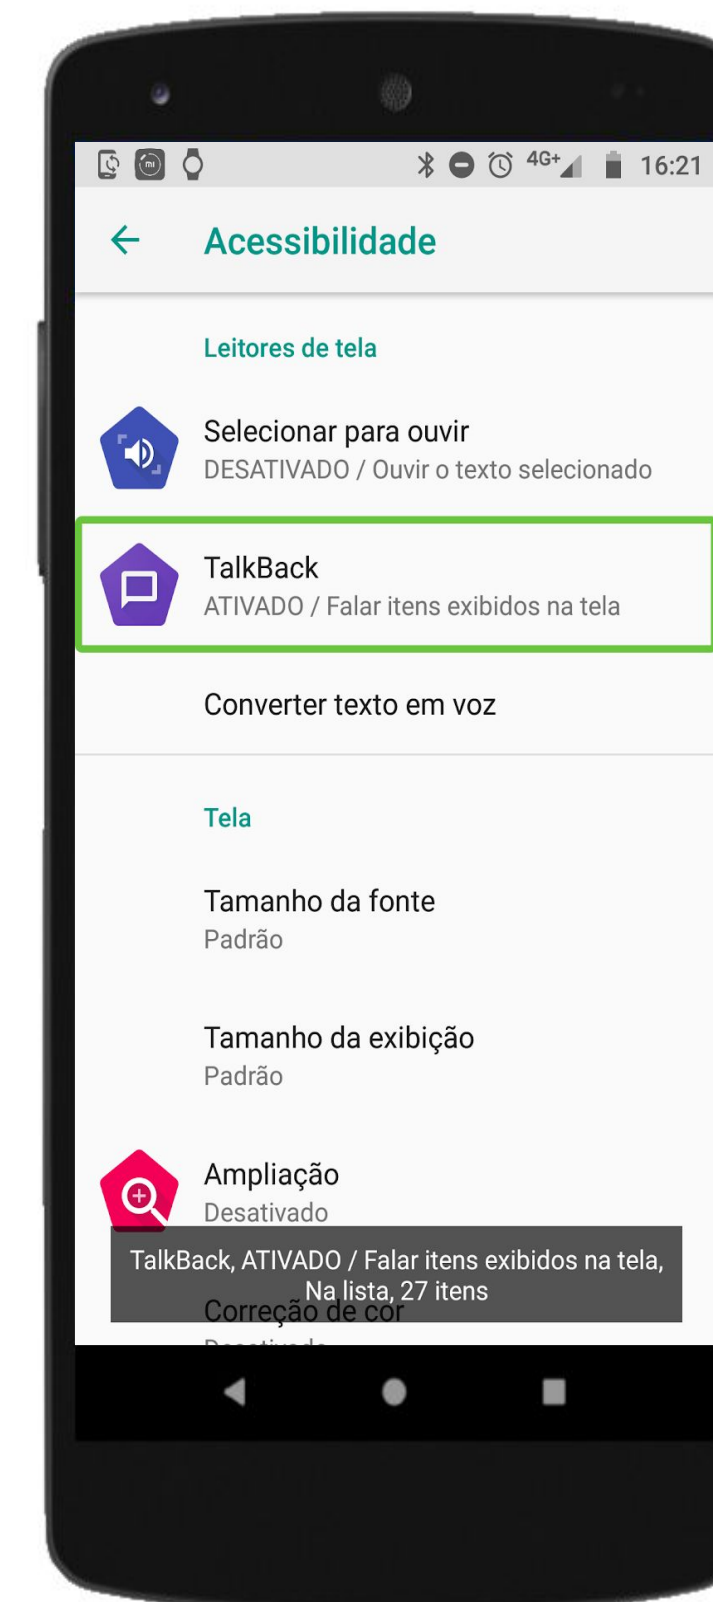 4G+ 16:21
Acessibilidade
Leitores de tela
Selecionar para ouvir
DESATIVADO / Ouvir o texto selecionado
TalkBack
ATIVADO / Falar itens exibidos na tela
Converter texto em voz
Tela
Tamanho da fonte
Padrão
Tamanho da exibição
Padrão
Ampliação
Desativado
TalkBack, ATIVADO / Falar itens exibidos na tela,
Na lista, 27 itens
Correção de cor